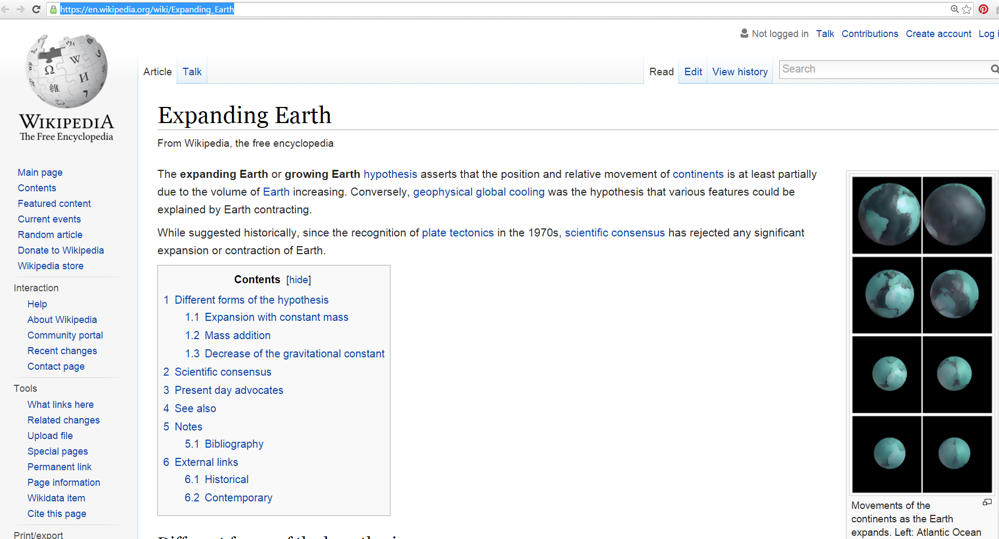 https://en.wikipedia.org/wiki/Expanding_Earth
Not logged in Talk Contributions Create account Log i
Article Talk Read Edit View history Search
WIKIPEDIA
The Free Encyclopedia
Main page
Contents
Featured content
Current events
Random article
Donate to Wikipedia
Wikipedia store
Interaction
Help
About Wikipedia
Community portal
Recent changes
Contact page
Tools
What links here
Related changes
Upload file
Special pages
Permanent link
Page information
Wikidata item
Cite this page
Print/export
Expanding Earth
From Wikipedia, the free encyclopedia
The expanding Earth or growing Earth hypothesis asserts that the position and relative movement of continents is at least partially
due to the volume of Earth increasing. Conversely, geophysical global cooling was the hypothesis that various features could be
explained by Earth contracting.
While suggested historically, since the recognition of plate tectonics in the 1970s, scientific consensus has rejected any significant
expansion or contraction of Earth.
Contents [hide]
1 Different forms of the hypothesis
1.1 Expansion with constant mass
1.2 Mass addition
1.3 Decrease of the gravitational constant
2 Scientific consensus
3 Present day advocates
4 See also
5 Notes
5.1 Bibliography
6 External links
6.1 Historical
6.2 Contemporary
Different forms of the hypothesis
Movements of the
continents as the Earth
expands. Left: Atlantic Ocean